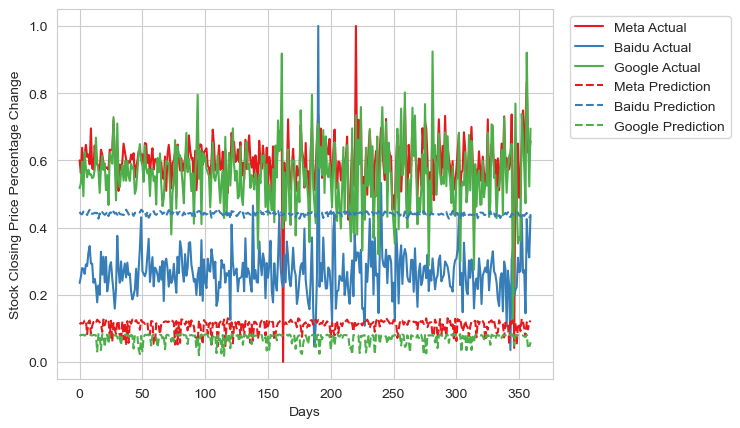 Stock Closing Price Percentage Change
1.0
0.8
0.6
0.4
0.2
0.0
0
50
100
150
200
250
300
350
Days
Meta Actual
Baidu Actual
Google Actual
Meta Prediction
Baidu Prediction
Google Prediction